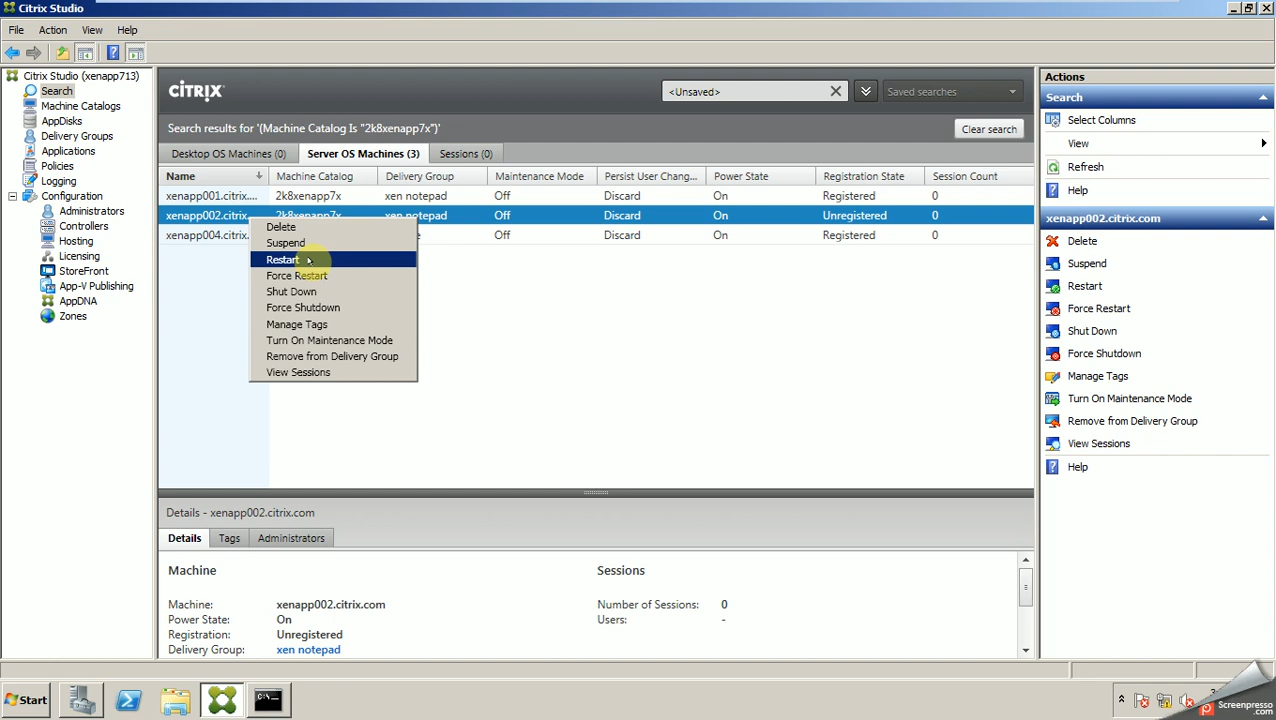 Citrix Studio
File Action View Help
Citrix Studio (xenapp713)
Search
Machine Catalogs
AppDisks
Delivery Groups
Applications
Policies
Logging
Configuration
Administrators
Controllers
Hosting
Licensing
StoreFront
App-V Publishing
AppDNA
Zones
CİTRIX
<Unsaved>
Saved searches
Search results for '(Machine Catalog Is "2k8xenapp7x")'
Clear search
Desktop OS Machines (0) Server OS Machines (3) Sessions (0)
Name Machine Catalog Delivery Group Maintenance Mode Persist User Chang... Power State Registration State Session Count
xenapp001.citrix.... 2k8xenapp7x xen notepad Off Discard On Registered 0
xenapp002.citrix. 2k8xenapp7x xen notepad Off Discard On Unregistered 0
xenapp004.citrix. Off Discard On Registered 0
Delete
Suspend
Restart
Force Restart
Shut Down
Force Shutdown
Manage Tags
Turn On Maintenance Mode
Remove from Delivery Group
View Sessions
Details - xenapp002.citrix.com
Details Tags Administrators
Machine
Machine: xenapp002.citrix.com
Power State: On
Registration: Unregistered
Delivery Group: xen notepad
Sessions
Number of Sessions: 0
Users: -
Actions
Search
Select Columns
View
Refresh
Help
xenapp002.citrix.com
Delete
Suspend
Restart
Force Restart
Shut Down
Force Shutdown
Manage Tags
Turn On Maintenance Mode
Remove from Delivery Group
View Sessions
Help
Start
Screenpresso.com